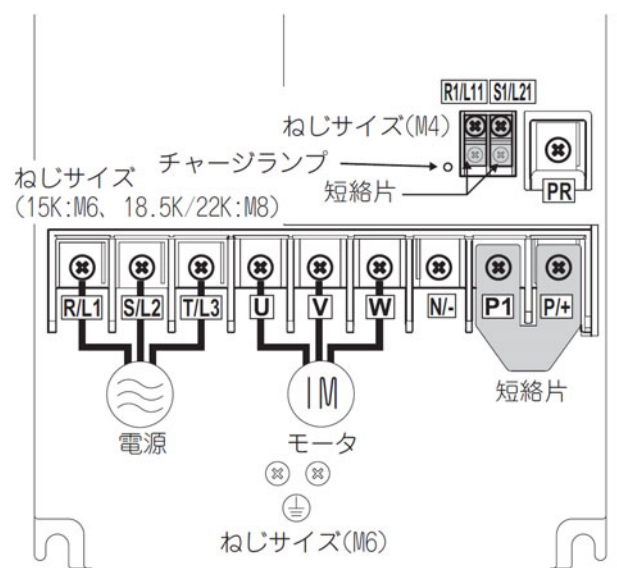 R1/L11 S1/L21
ねじサイズ(M4)
チャージランプ
短絡片
PR
ねじサイズ
(15K:M6、18.5K/22K:M8)
R/L1 S/L2 T/L3 U V W N/- P1 P/+
IM
短絡片
電源
モータ
ねじサイズ(M6)